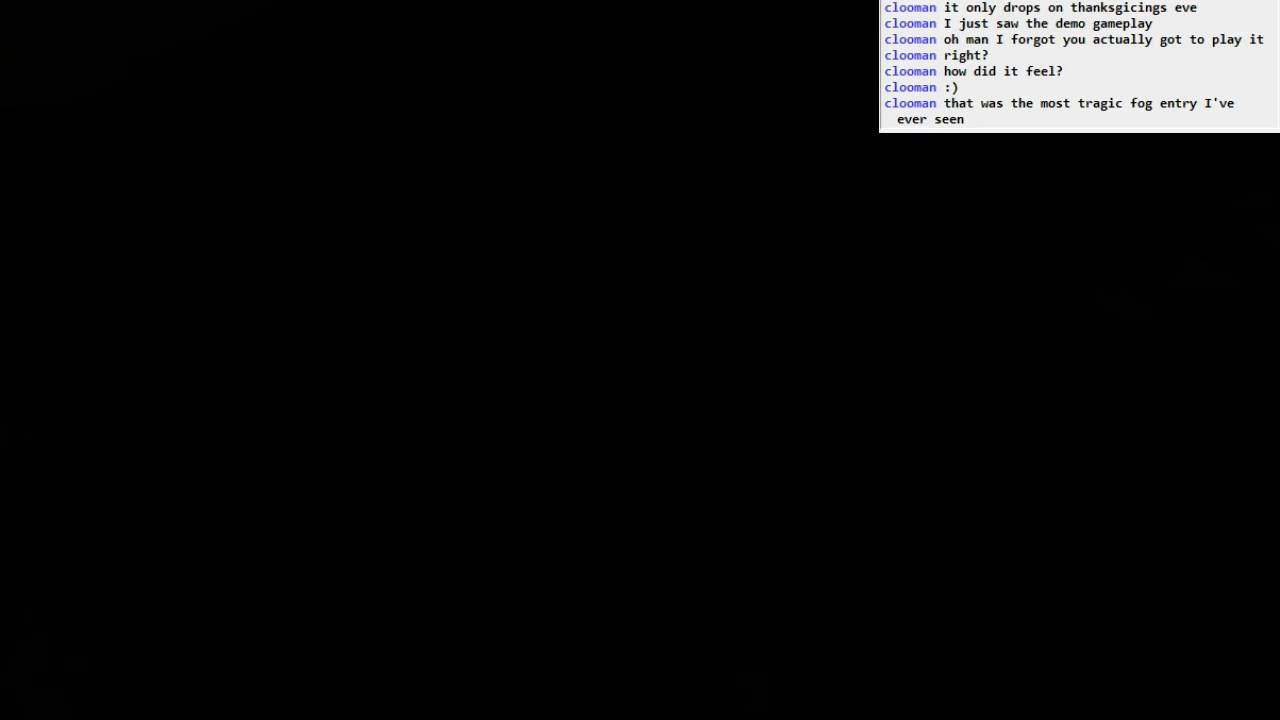 clooman it only drops on thanksgicings eve
clooman I just saw the demo gameplay
clooman oh man I forgot you actually got to play it
clooman right?
clooman how did it feel?
clooman :)
clooman that was the most tragic fog entry I've
ever seen